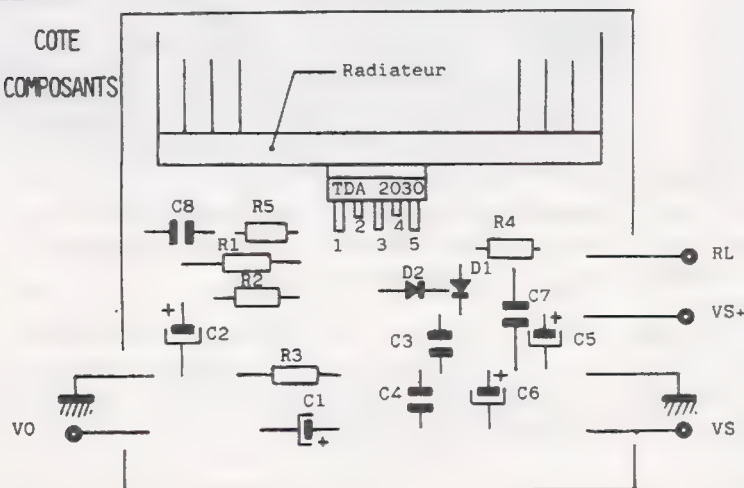 COTE
COMPOSANTS
Radiateur
TDA 2030
1 2 3 4 5
C8 R5
R1
R2
R4
D2 D1
C7
RL
VS+
+ C2
C3
+ C5
R3
C1
+
C4
+ C6
VO
VS